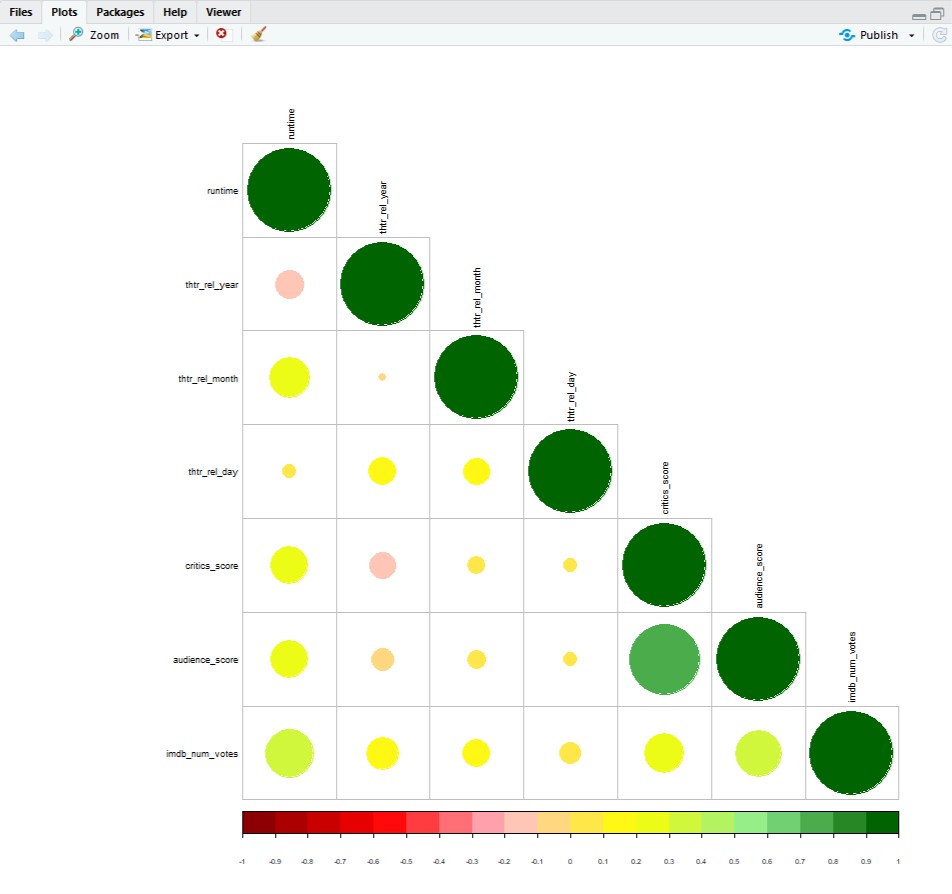 Files Plots Packages Help Viewer
Zoom Export Publish
runtime
thtr_rel_year
thtr_rel_month
thtr_rel_day
critics_score
audience_score
imdb_num_votes
runtime
thtr_rel_year
thtr_rel_month
thtr_rel_day
critics_score
audience_score
imdb_num_votes
-1 -0.9 -0.8 -0.7 -0.6 -0.5 -0.4 -0.3 -0.2 -0.1 0 0.1 0.2 0.3 0.4 0.5 0.6 0.7 0.8 0.9 1